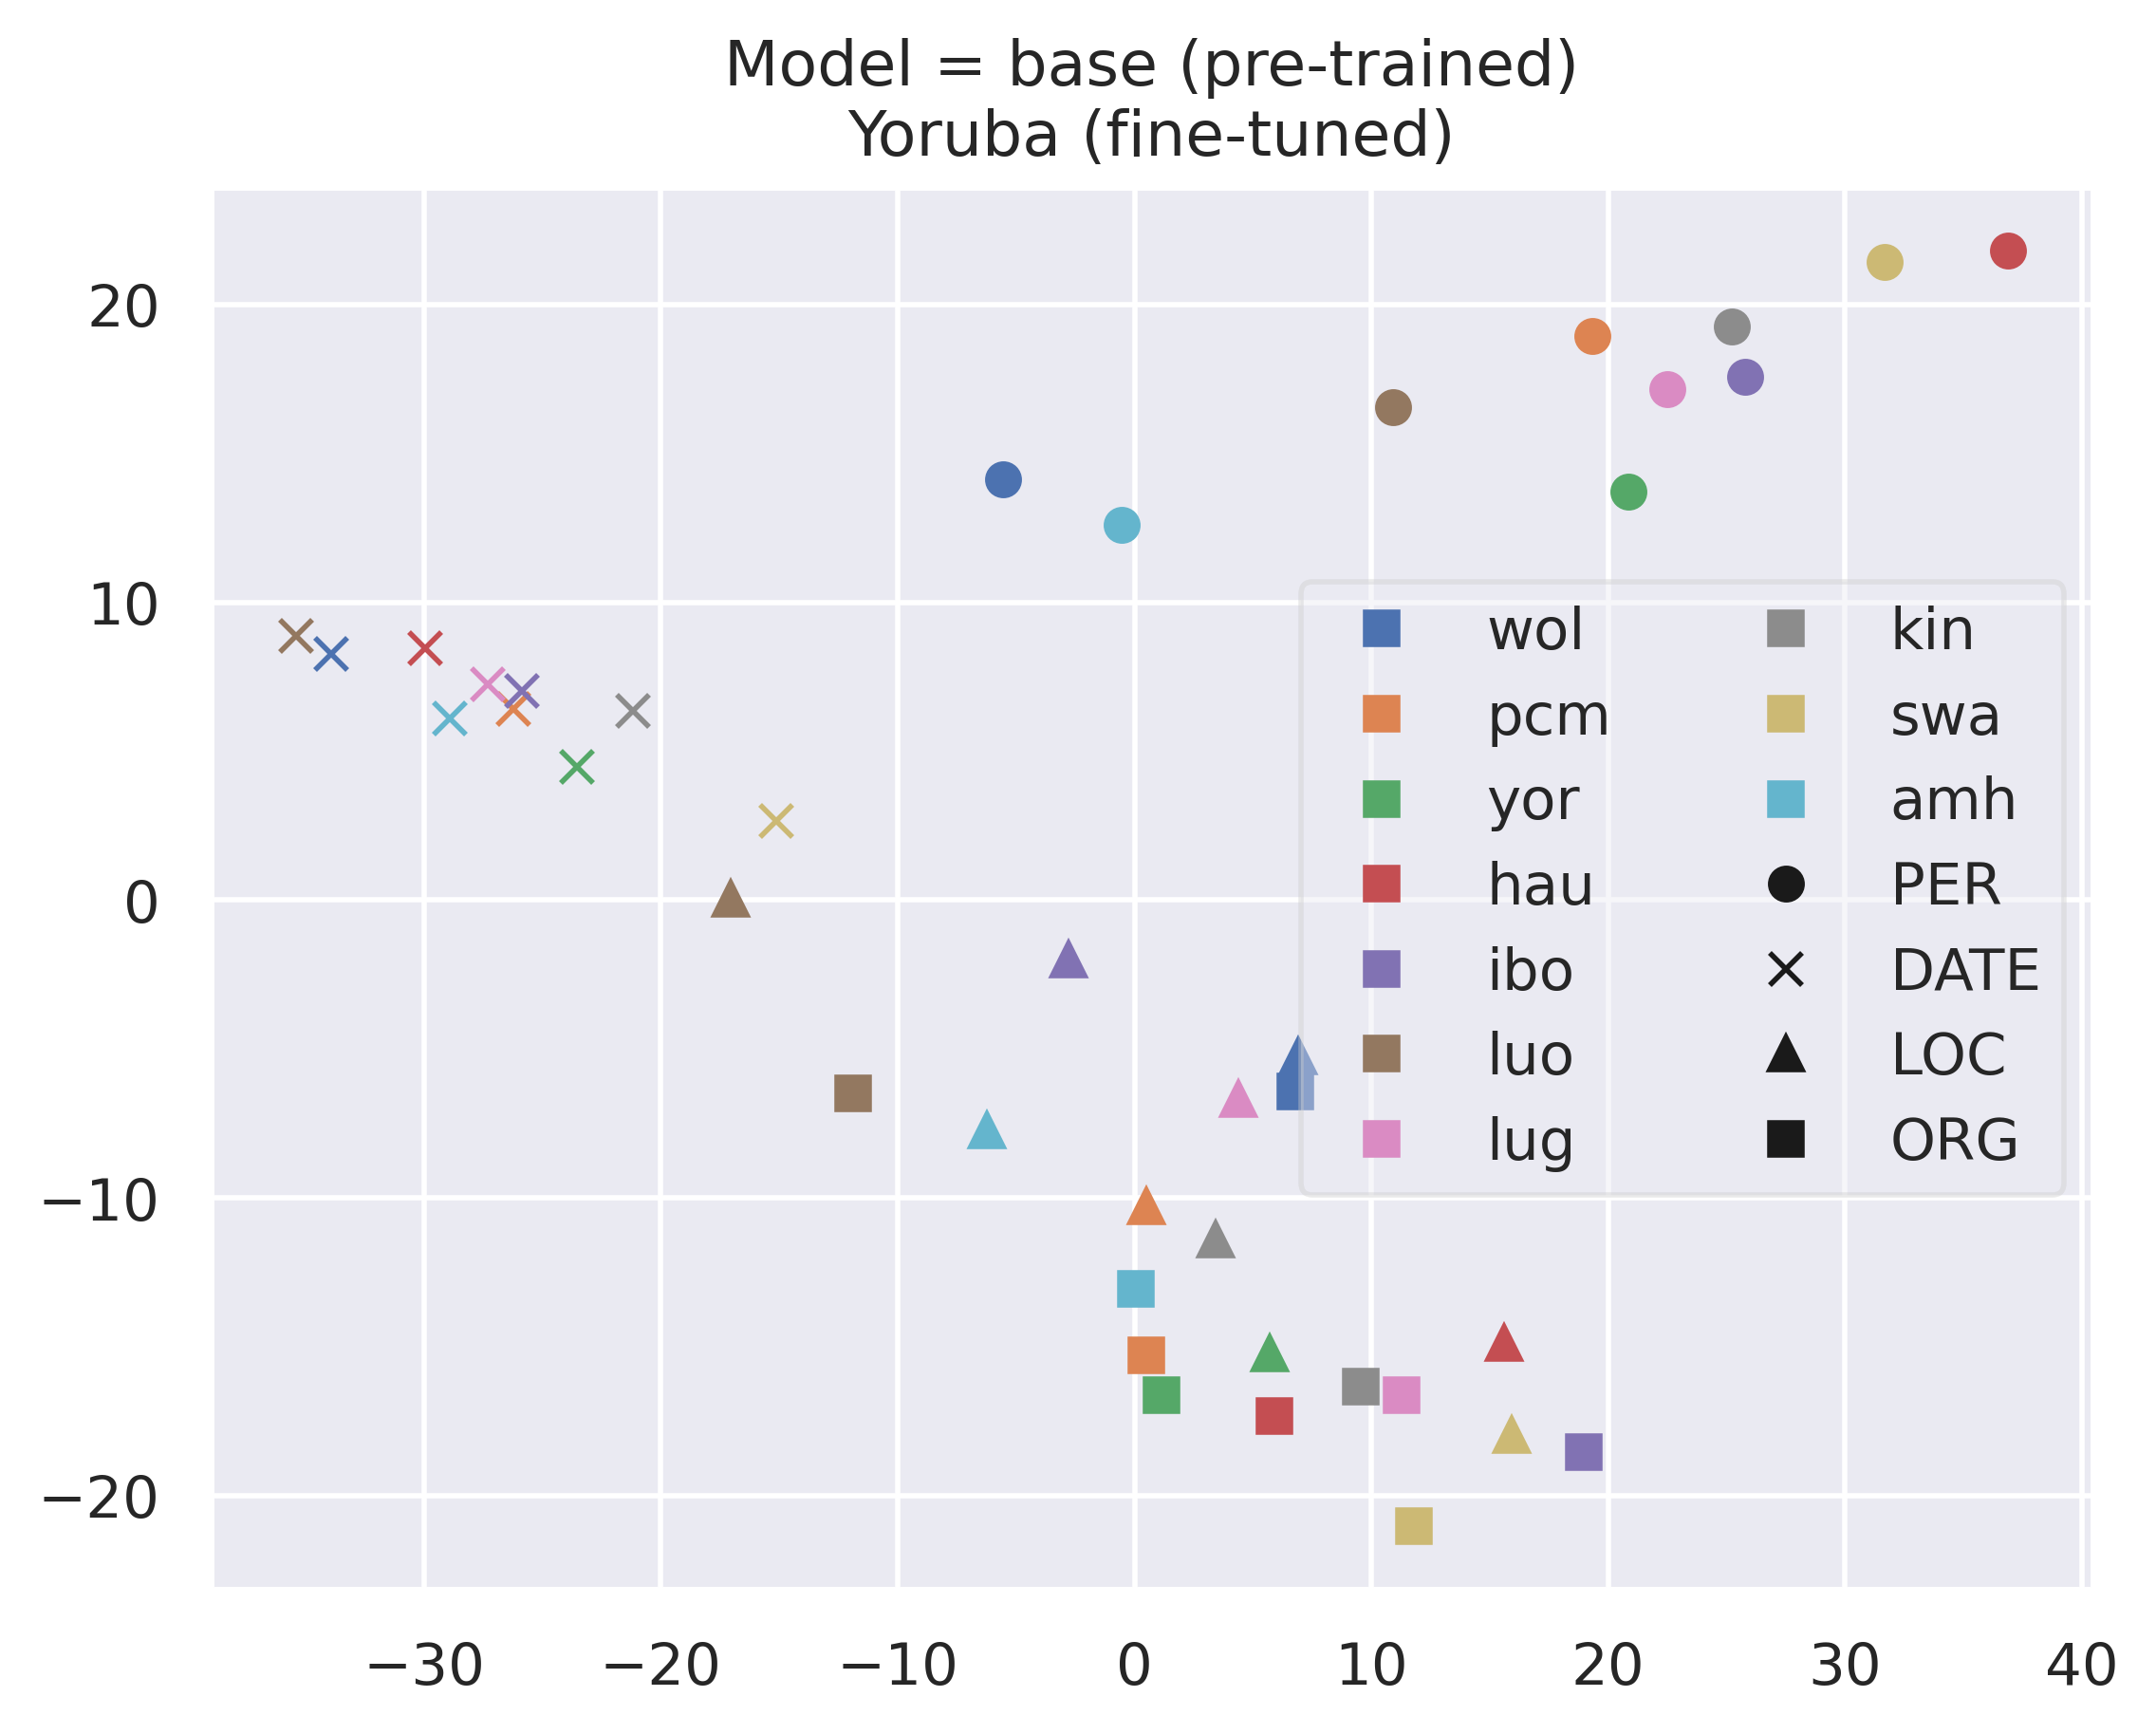 Model = base (pre-trained)
Yoruba (fine-tuned)
20
10
0
−10
−20
wol
pcm
yor
hau
ibo
luo
lug
kin
swa
amh
PER
DATE
LOC
ORG
−30 −20 −10 0 10 20 30 40